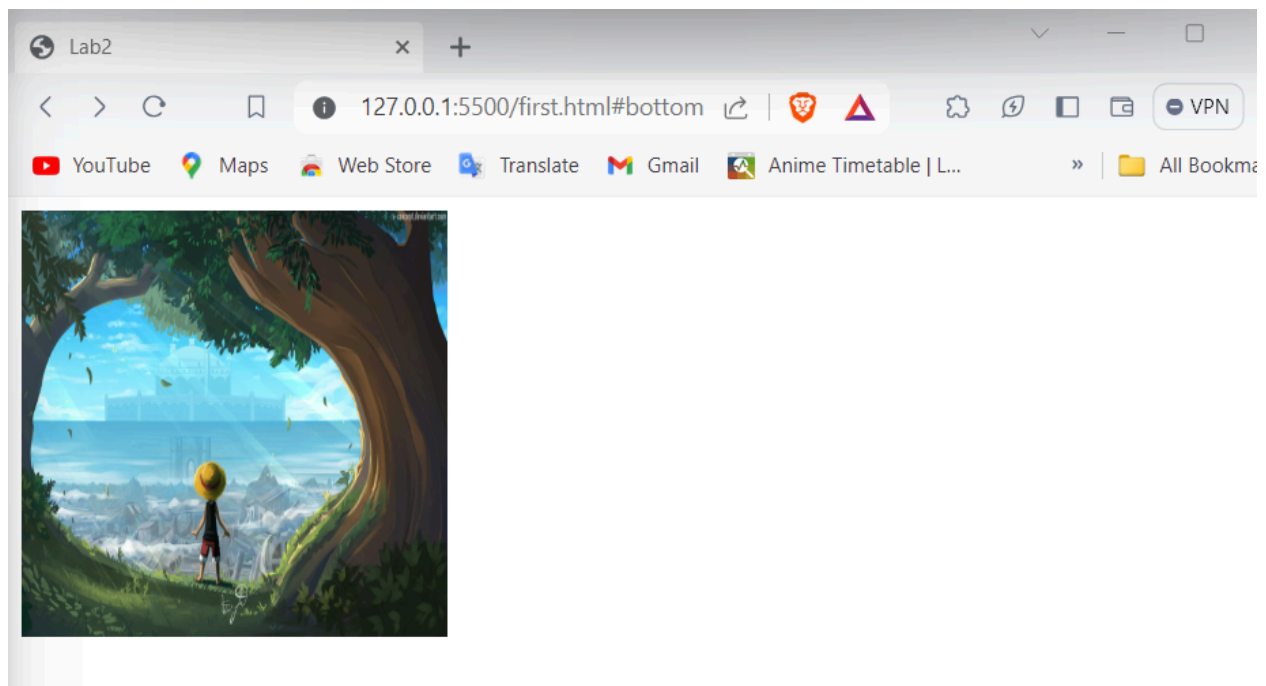 Lab2
127.0.0.1:5500/first.html#bottom VPN
YouTube Maps Web Store Translate Gmail Anime Timetable | L... » All Bookma